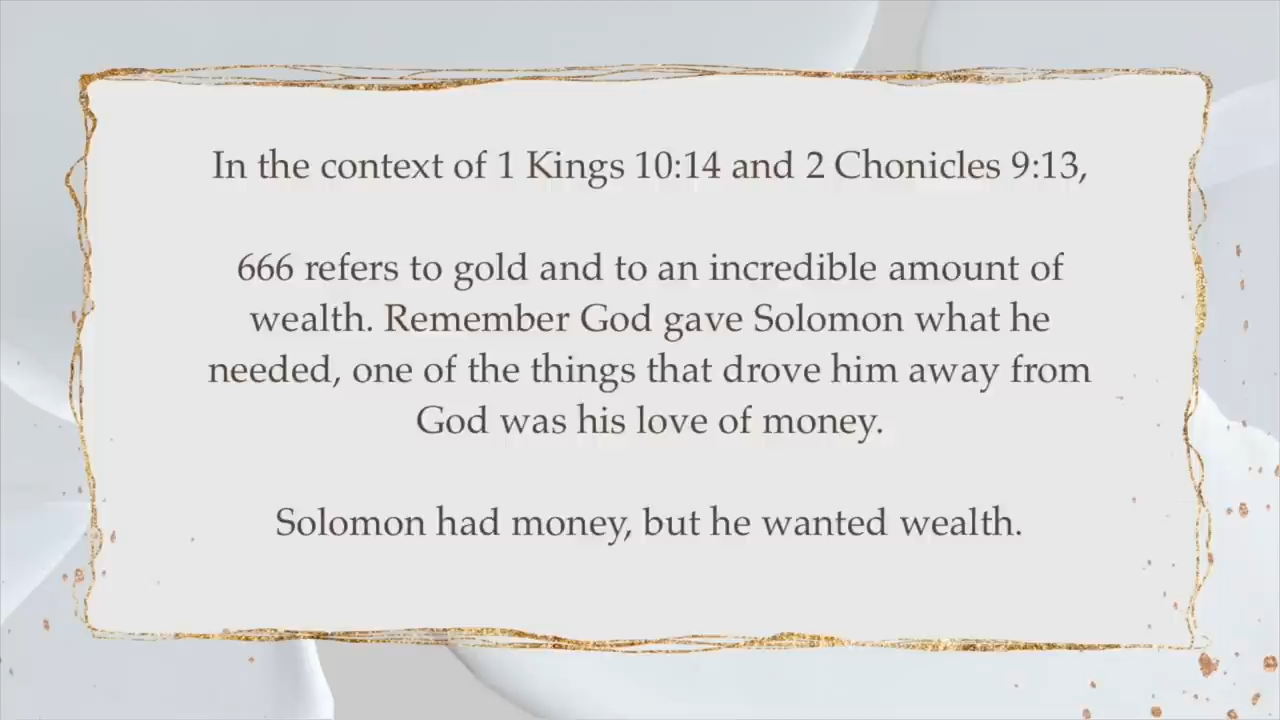 In the context of 1 Kings 10:14 and 2 Chonicles 9:13,
666 refers to gold and to an incredible amount of
wealth. Remember God gave Solomon what he
needed, one of the things that drove him away from
God was his love of money.
Solomon had money, but he wanted wealth.